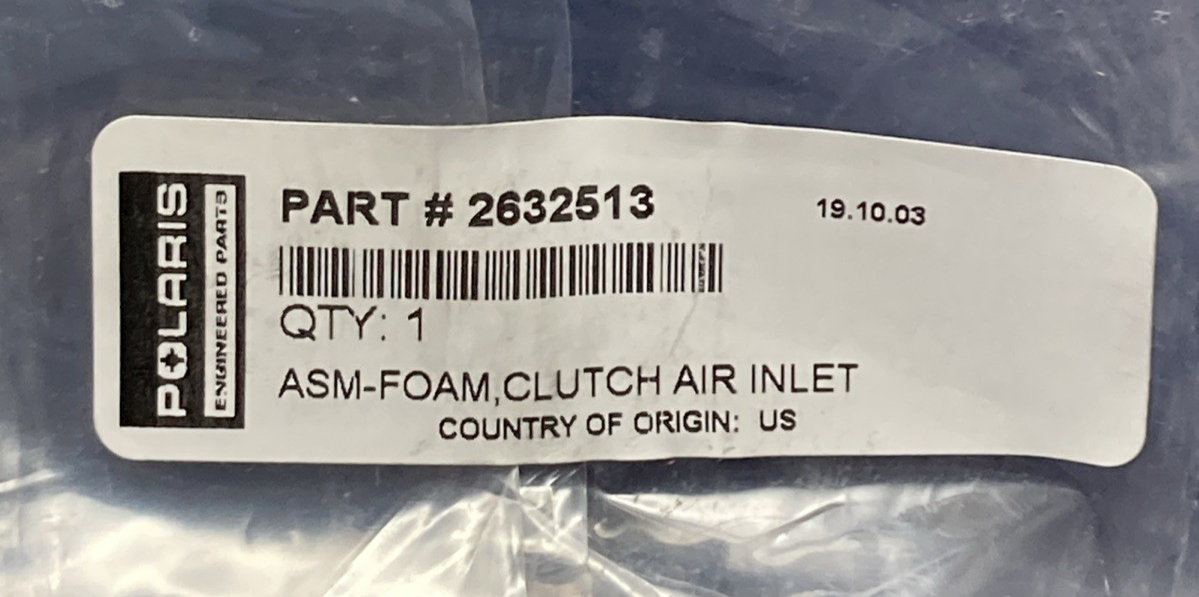 POLARIS
ENGINEERED PARTS
PART # 2632513
19.10.03
QTY: 1
ASM-FOAM,CLUTCH AIR INLET
COUNTRY OF ORIGIN: US